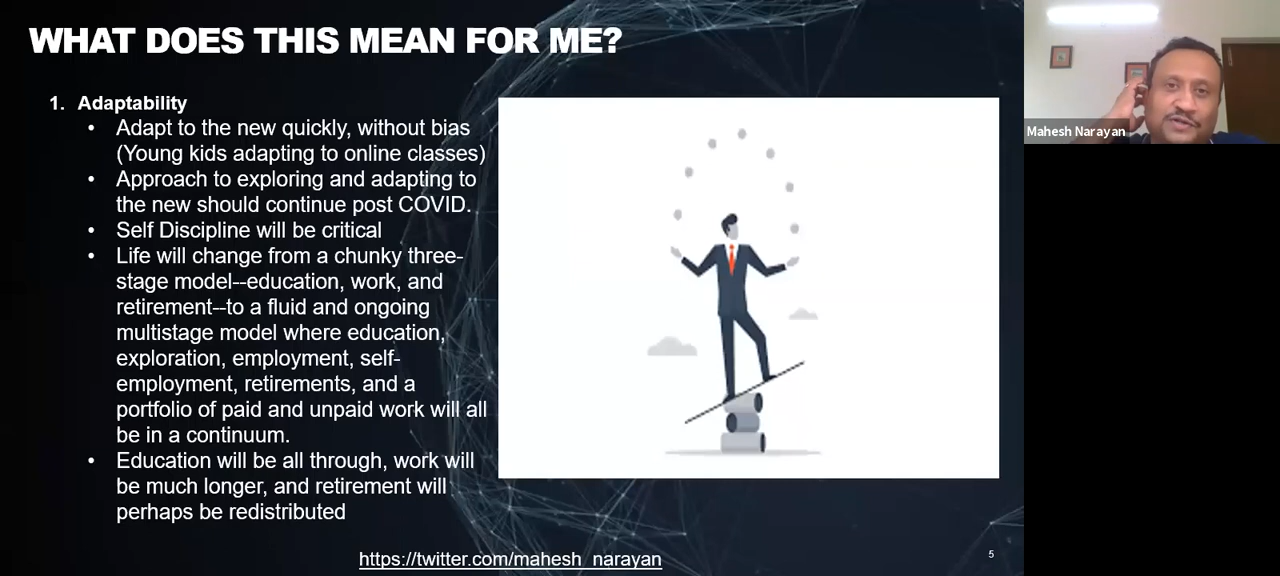 WHAT DOES THIS MEAN FOR ME?
1. Adaptability
• Adapt to the new quickly, without bias
(Young kids adapting to online classes)
• Approach to exploring and adapting to
the new should continue post COVID.
• Self Discipline will be critical
• Life will change from a chunky three-
stage model--education, work, and
retirement--to a fluid and ongoing
multistage model where education,
exploration, employment, self-
employment, retirements, and a
portfolio of paid and unpaid work will all
be in a continuum.
• Education will be all through, work will
be much longer, and retirement will
perhaps be redistributed
https://twitter.com/mahesh_narayan
5
Mahesh Narayan